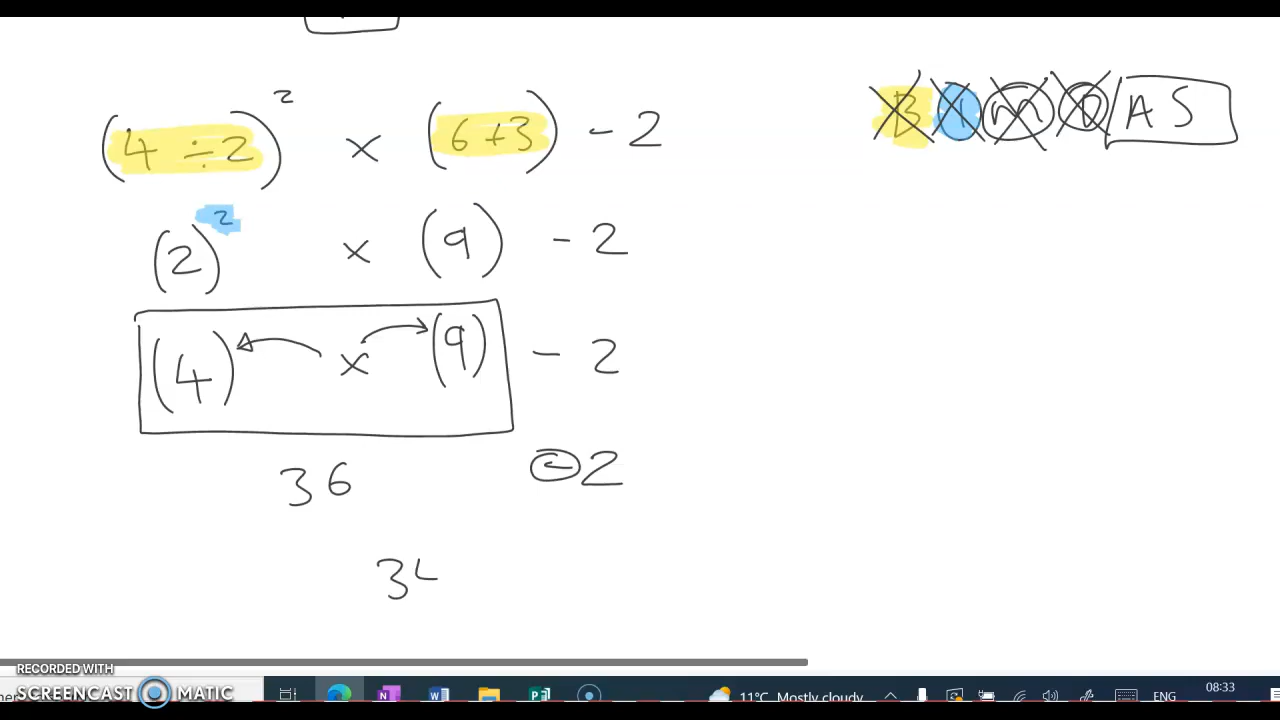 (4 ÷ 2)² × (6 + 3) - 2
B I M D A S
(2)² × (9) - 2
(4) × (9) - 2
36 - 2
34
RECORDED WITH
SCREENCAST MATIC
11°C Mostly cloudy
ENG
08:33